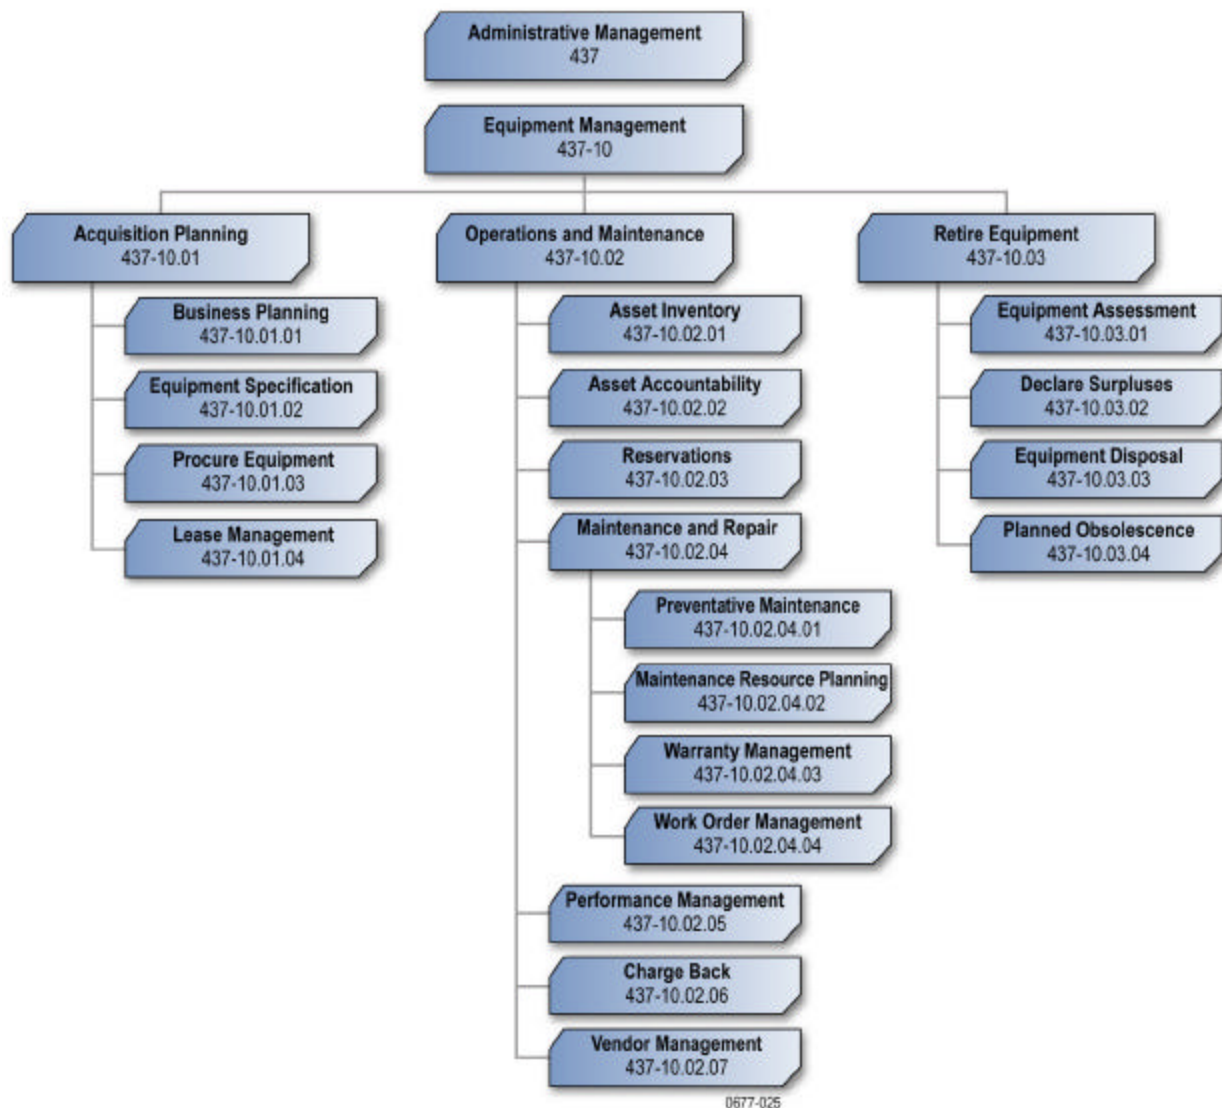 Administrative Management
437
Equipment Management
437-10
Acquisition Planning
437-10.01
Business Planning
437-10.01.01
Equipment Specification
437-10.01.02
Procure Equipment
437-10.01.03
Lease Management
437-10.01.04
Operations and Maintenance
437-10.02
Asset Inventory
437-10.02.01
Asset Accountability
437-10.02.02
Reservations
437-10.02.03
Maintenance and Repair
437-10.02.04
Preventative Maintenance
437-10.02.04.01
Maintenance Resource Planning
437-10.02.04.02
Warranty Management
437-10.02.04.03
Work Order Management
437-10.02.04.04
Performance Management
437-10.02.05
Charge Back
437-10.02.06
Vendor Management
437-10.02.07
Retire Equipment
437-10.03
Equipment Assessment
437-10.03.01
Declare Surpluses
437-10.03.02
Equipment Disposal
437-10.03.03
Planned Obsolescence
437-10.03.04
0677-025